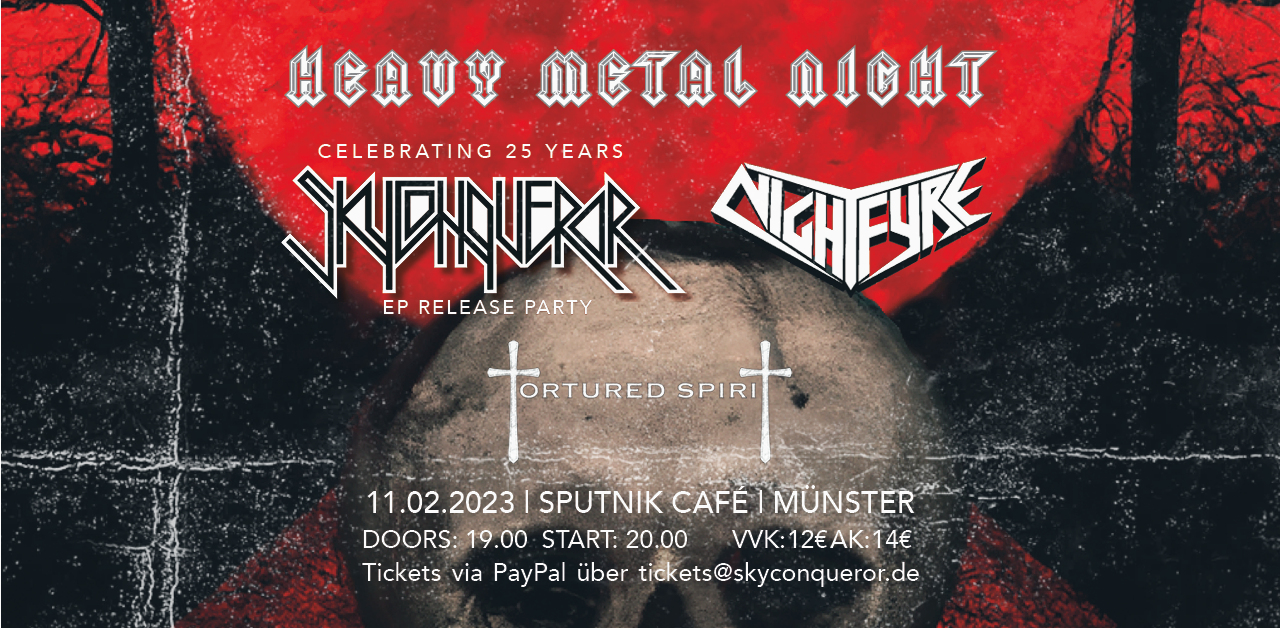 HEAVY METAL NIGHT
CELEBRATING 25 YEARS
SKYCONQUEROR
NIGHTFYRE
EP RELEASE PARTY
TORTURED SPIRIT
11.02.2023 | SPUTNIK CAFÉ | MÜNSTER
DOORS: 19.00 START: 20.00 VVK:12€ AK:14€
Tickets via PayPal über tickets@skyconqueror.de